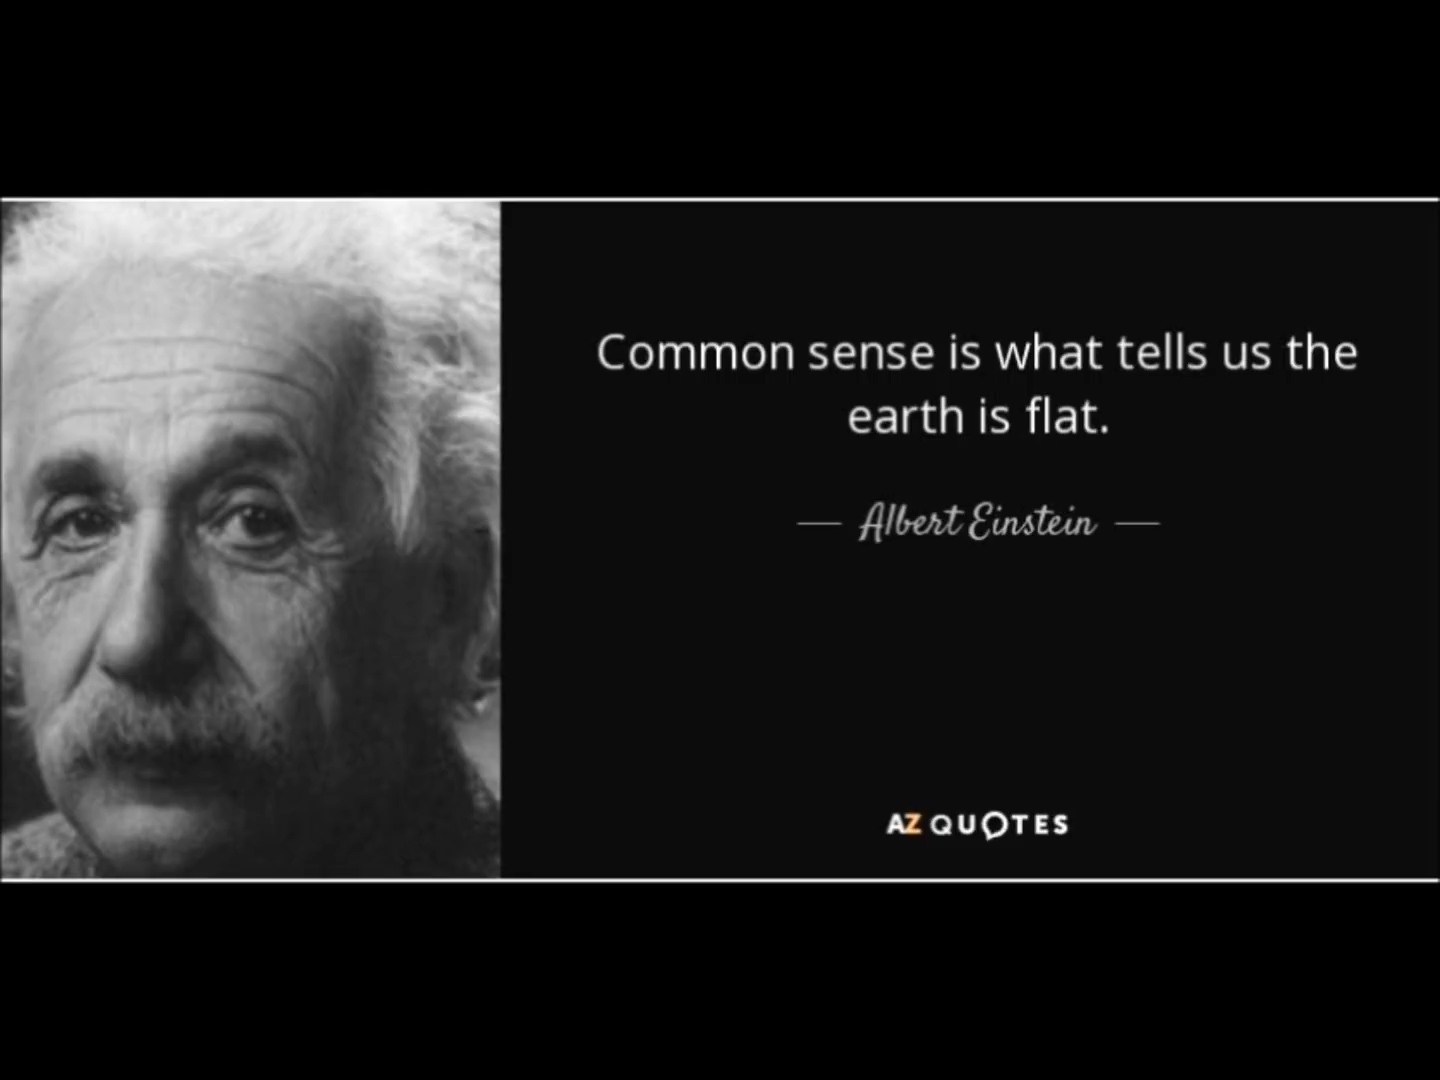 Common sense is what tells us the
earth is flat.
— Albert Einstein —
AZ QUOTES